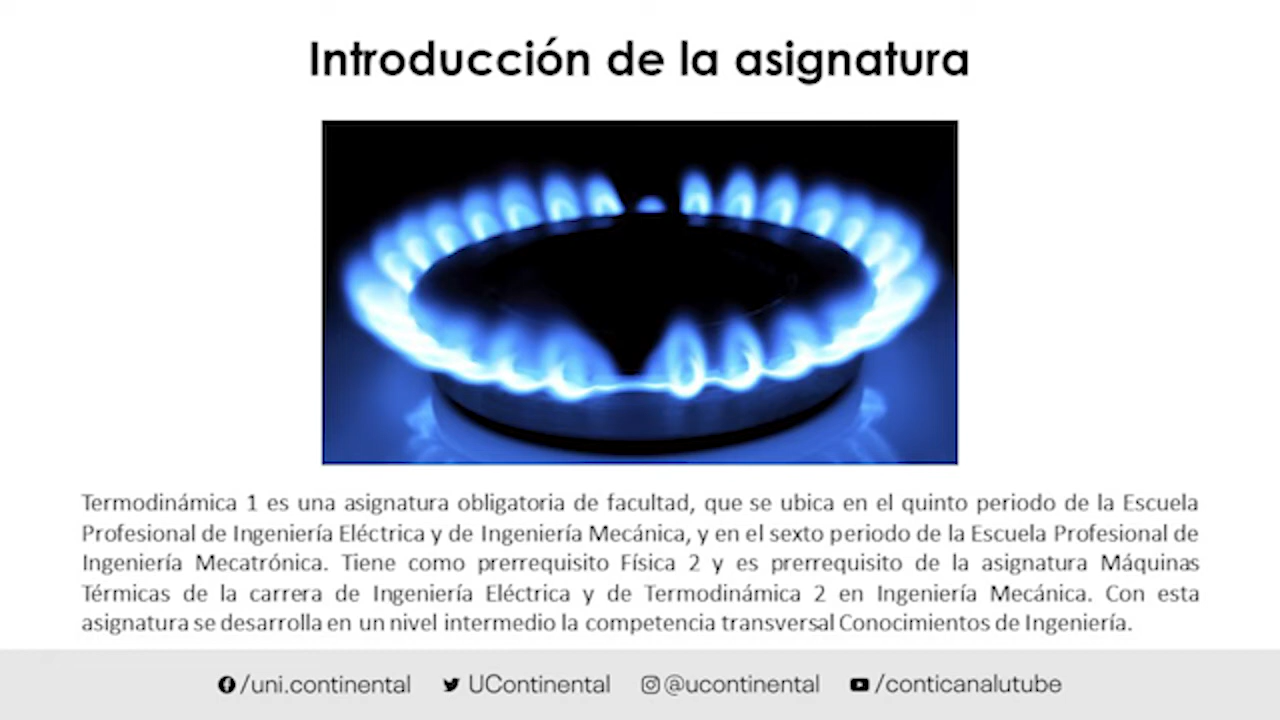 Introducción de la asignatura
Termodinámica 1 es una asignatura obligatoria de facultad, que se ubica en el quinto periodo de la Escuela
Profesional de Ingeniería Eléctrica y de Ingeniería Mecánica, y en el sexto periodo de la Escuela Profesional de
Ingeniería Mecatrónica. Tiene como prerrequisito Física 2 y es prerrequisito de la asignatura Máquinas
Térmicas de la carrera de Ingeniería Eléctrica y de Termodinámica 2 en Ingeniería Mecánica. Con esta
asignatura se desarrolla en un nivel intermedio la competencia transversal Conocimientos de Ingeniería.
/uni.continental UContinental @ucontinental /conticanalutube